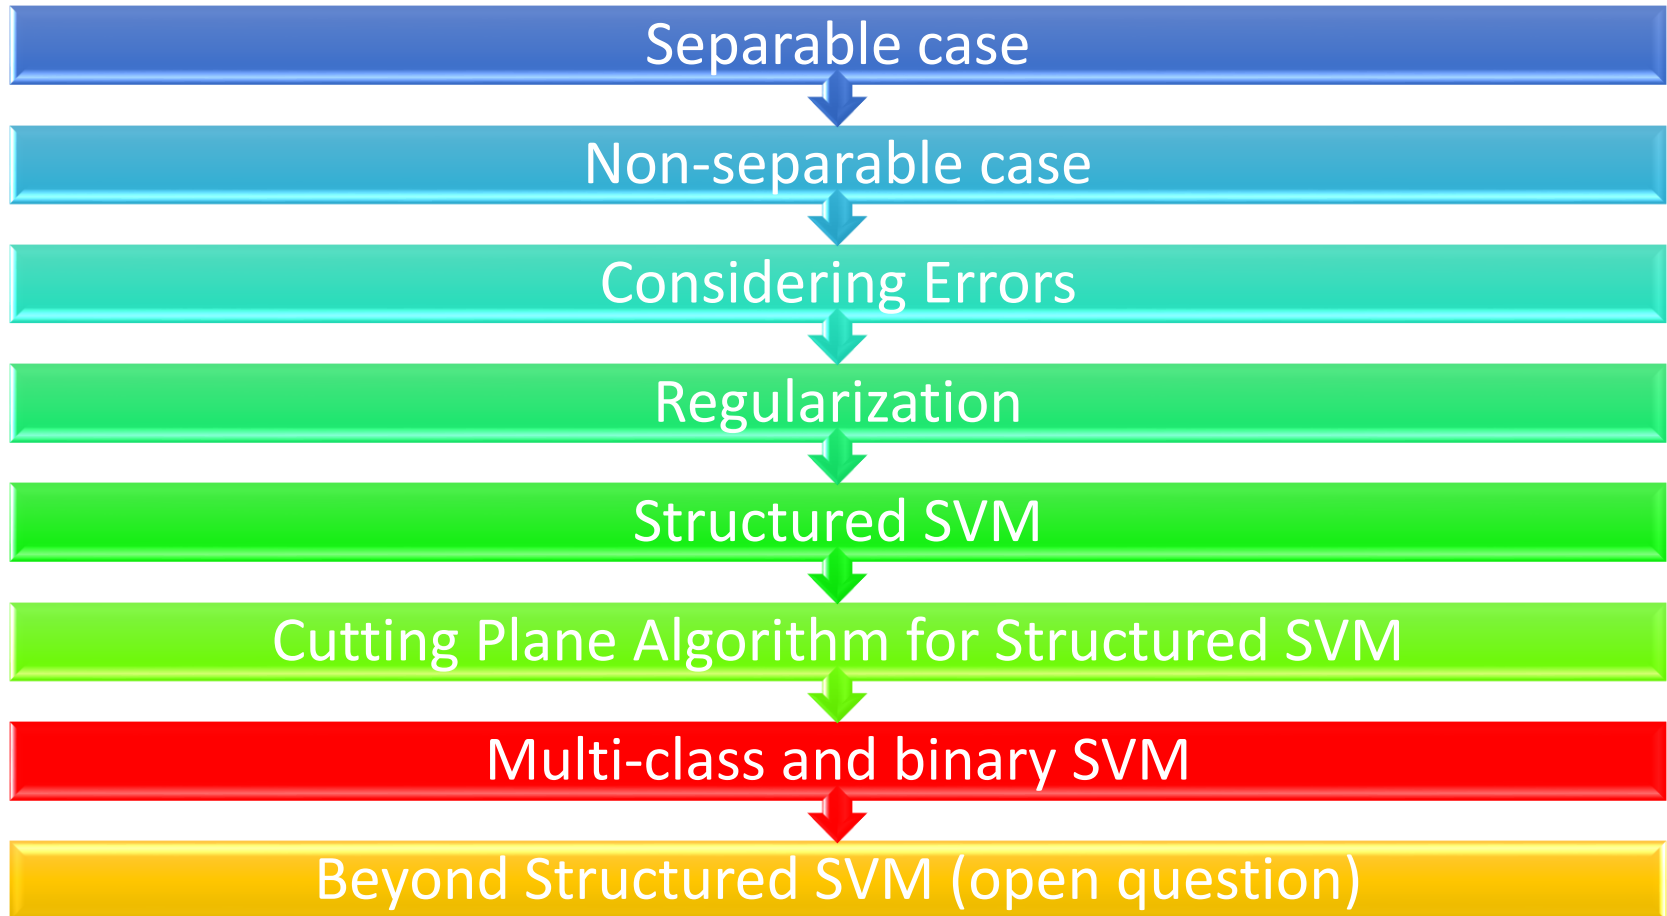 Separable case
Non-separable case
Considering Errors
Regularization
Structured SVM
Cutting Plane Algorithm for Structured SVM
Multi-class and binary SVM
Beyond Structured SVM (open question)